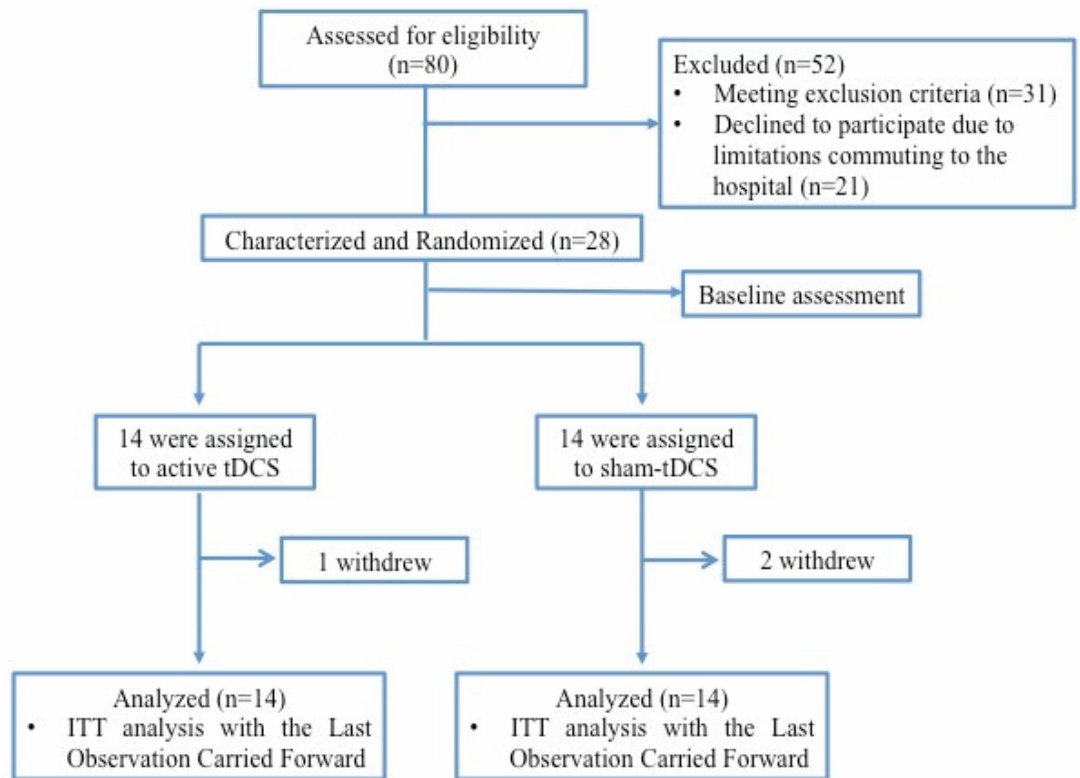 Assessed for eligibility
(n=80)
Excluded (n=52)
• Meeting exclusion criteria (n=31)
• Declined to participate due to
limitations commuting to the
hospital (n=21)
Characterized and Randomized (n=28)
Baseline assessment
14 were assigned
to active tDCS
14 were assigned
to sham-tDCS
1 withdrew
2 withdrew
Analyzed (n=14)
• ITT analysis with the Last
Observation Carried Forward
Analyzed (n=14)
• ITT analysis with the Last
Observation Carried Forward